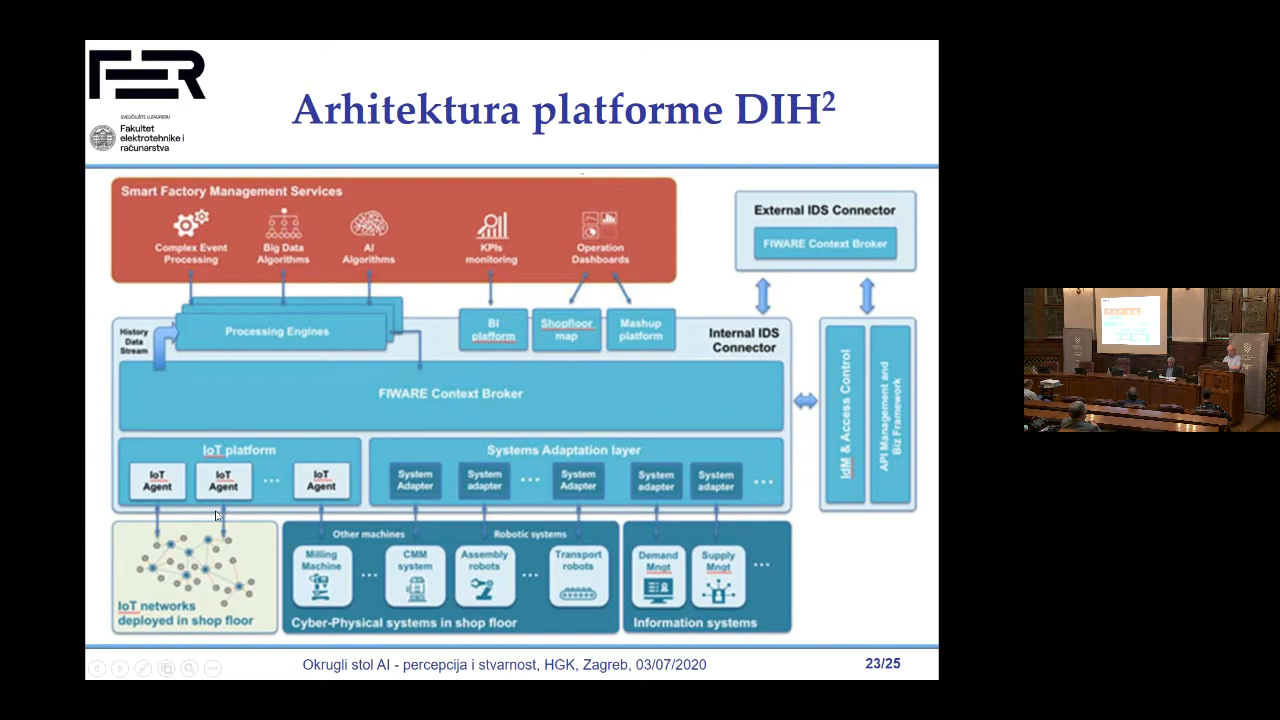 FER
SVEUČILIŠTE U ZAGREBU
Fakultet
elektrotehnike i
računarstva
Arhitektura platforme DIH²
Smart Factory Management Services
Complex Event
Processing
Big Data
Algorithms
AI
Algorithms
KPIs
monitoring
Operation
Dashboards
External IDS Connector
FIWARE Context Broker
History
Data
Stream
Processing Engines
BI
platform
Shopfloor
map
Mashup
platform
Internal IDS
Connector
FIWARE Context Broker
IdM & Access Control
API Management and
Biz Framework
IoT platform
IoT
Agent
IoT
Agent
...
IoT
Agent
Systems Adaptation layer
System
Adapter
System
adapter
...
System
Adapter
System
adapter
System
adapter
...
IoT networks
deployed in shop floor
Other machines
Robotic systems
Milling
Machine
...
CMM
system
Assembly
robots
...
Transport
robots
Cyber-Physical systems in shop floor
Demand
Mngt
Supply
Mngt
...
Information systems
Okrugli stol AI - percepcija i stvarnost, HGK, Zagreb, 03/07/2020
23/25